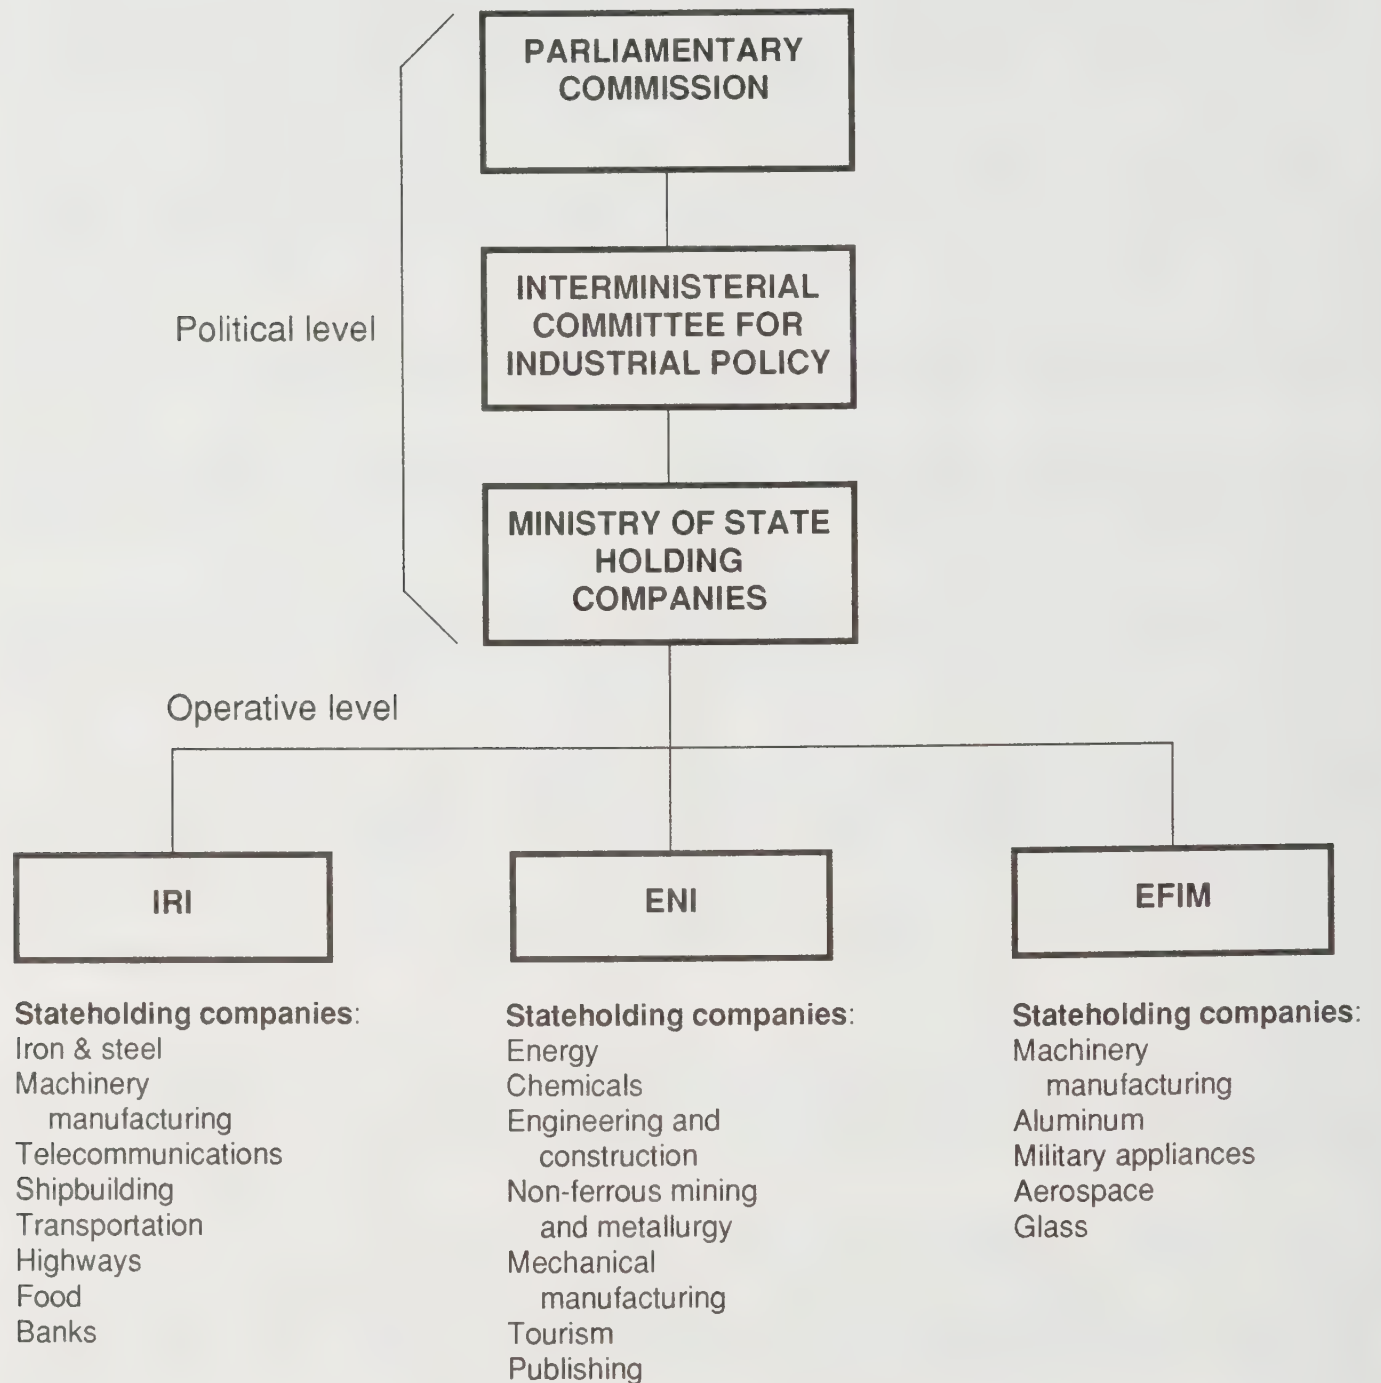 PARLIAMENTARY
COMMISSION
INTERMINISTERIAL
COMMITTEE FOR
INDUSTRIAL POLICY
Political level
MINISTRY OF STATE
HOLDING
COMPANIES
Operative level
IRI
ENI
EFIM
Stateholding companies:
Iron & steel
Machinery
manufacturing
Telecommunications
Shipbuilding
Transportation
Highways
Food
Banks
Stateholding companies:
Energy
Chemicals
Engineering and
construction
Non-ferrous mining
and metallurgy
Mechanical
manufacturing
Tourism
Publishing
Stateholding companies:
Machinery
manufacturing
Aluminum
Military appliances
Aerospace
Glass